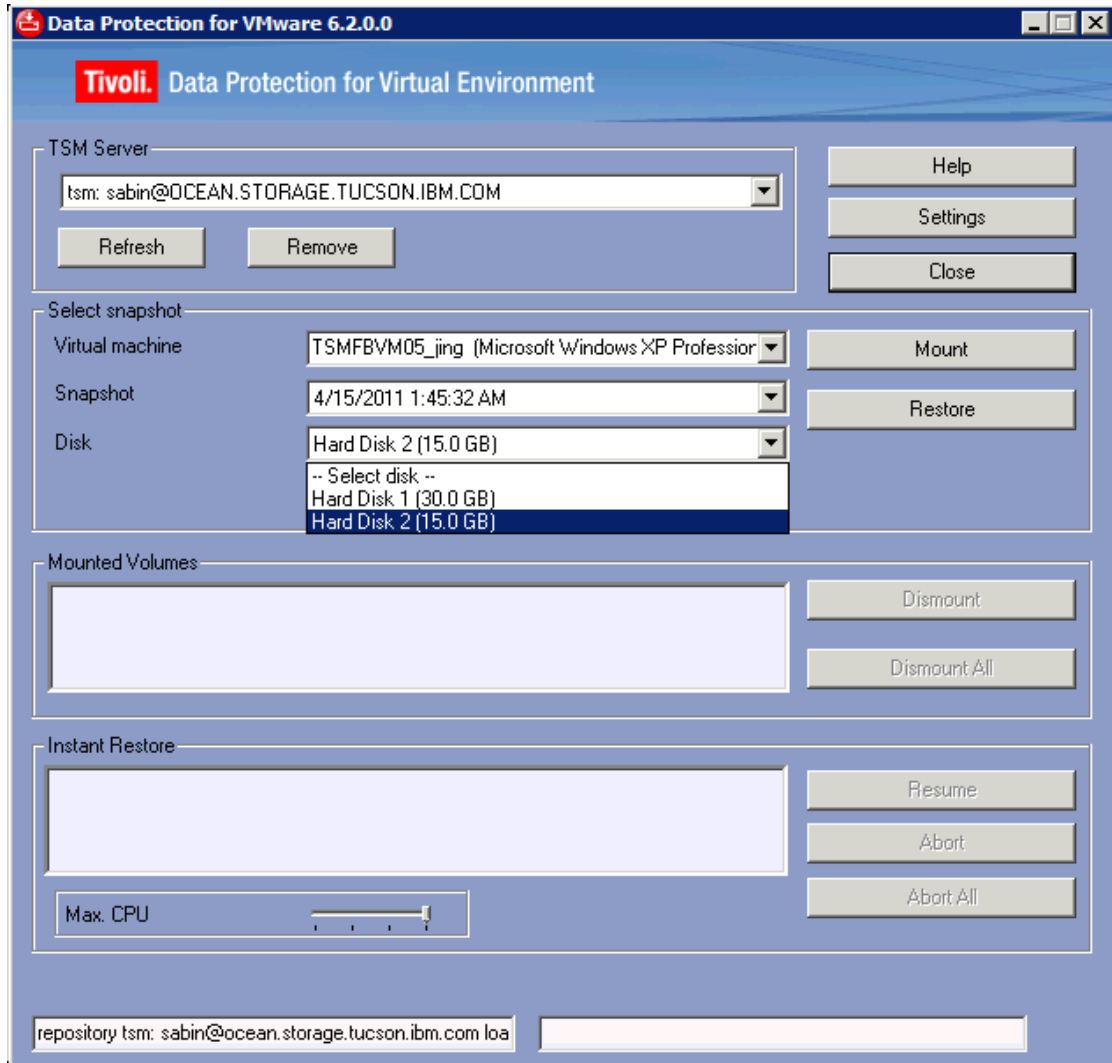 Data Protection for VMware 6.2.0.0
Tivoli. Data Protection for Virtual Environment
TSM Server
tsm: sabin@OCEAN.STORAGE.TUCSON.IBM.COM
Refresh
Remove
Help
Settings
Close
Select snapshot
Virtual machine
TSMFBVM05_jing (Microsoft Windows XP Profession
Mount
Snapshot
4/15/2011 1:45:32 AM
Restore
Disk
Hard Disk 2 (15.0 GB)
-- Select disk --
Hard Disk 1 (30.0 GB)
Hard Disk 2 (15.0 GB)
Mounted Volumes
Dismount
Dismount All
Instant Restore
Resume
Abort
Abort All
Max. CPU
repository tsm: sabin@ocean.storage.tucson.ibm.com loa